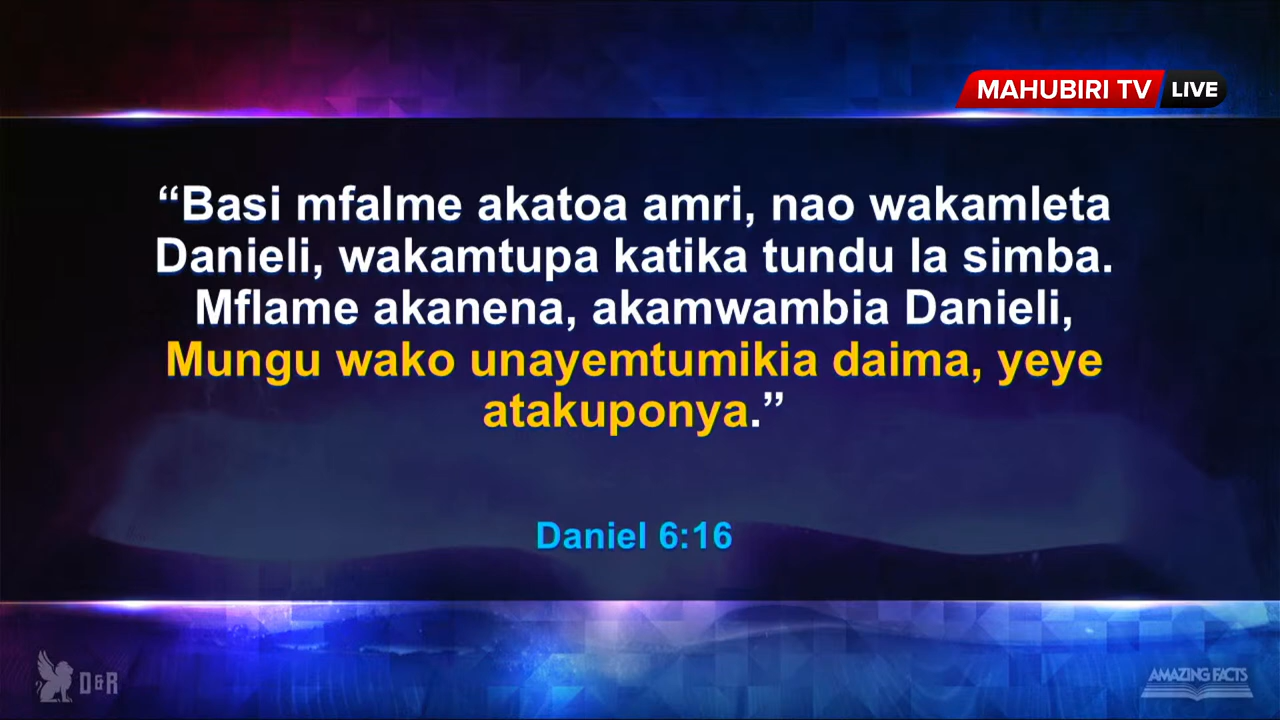 MAHUBIRI TV LIVE
“Basi mfalme akatoa amri, nao wakamleta
Danieli, wakamtupa katika tundu la simba.
Mflame akanena, akamwambia Danieli,
Mungu wako unayemtumikia daima, yeye
atakuponya.”
Daniel 6:16
D&R
AMAZING FACTS